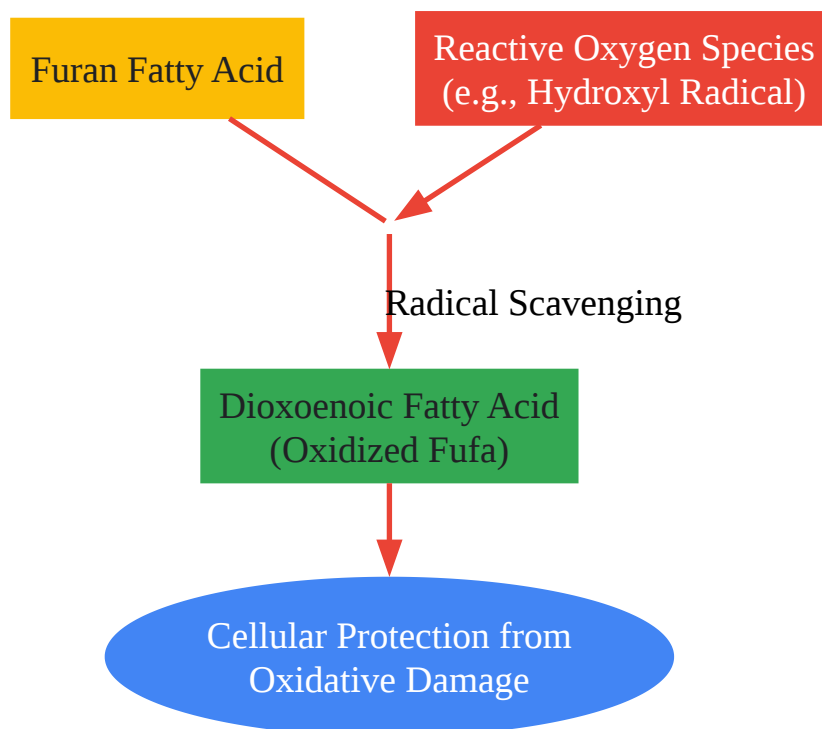 Furan Fatty Acid
Reactive Oxygen Species
(e.g., Hydroxyl Radical)
Radical Scavenging
Dioxoenoic Fatty Acid
(Oxidized Fufa)
Cellular Protection from
Oxidative Damage